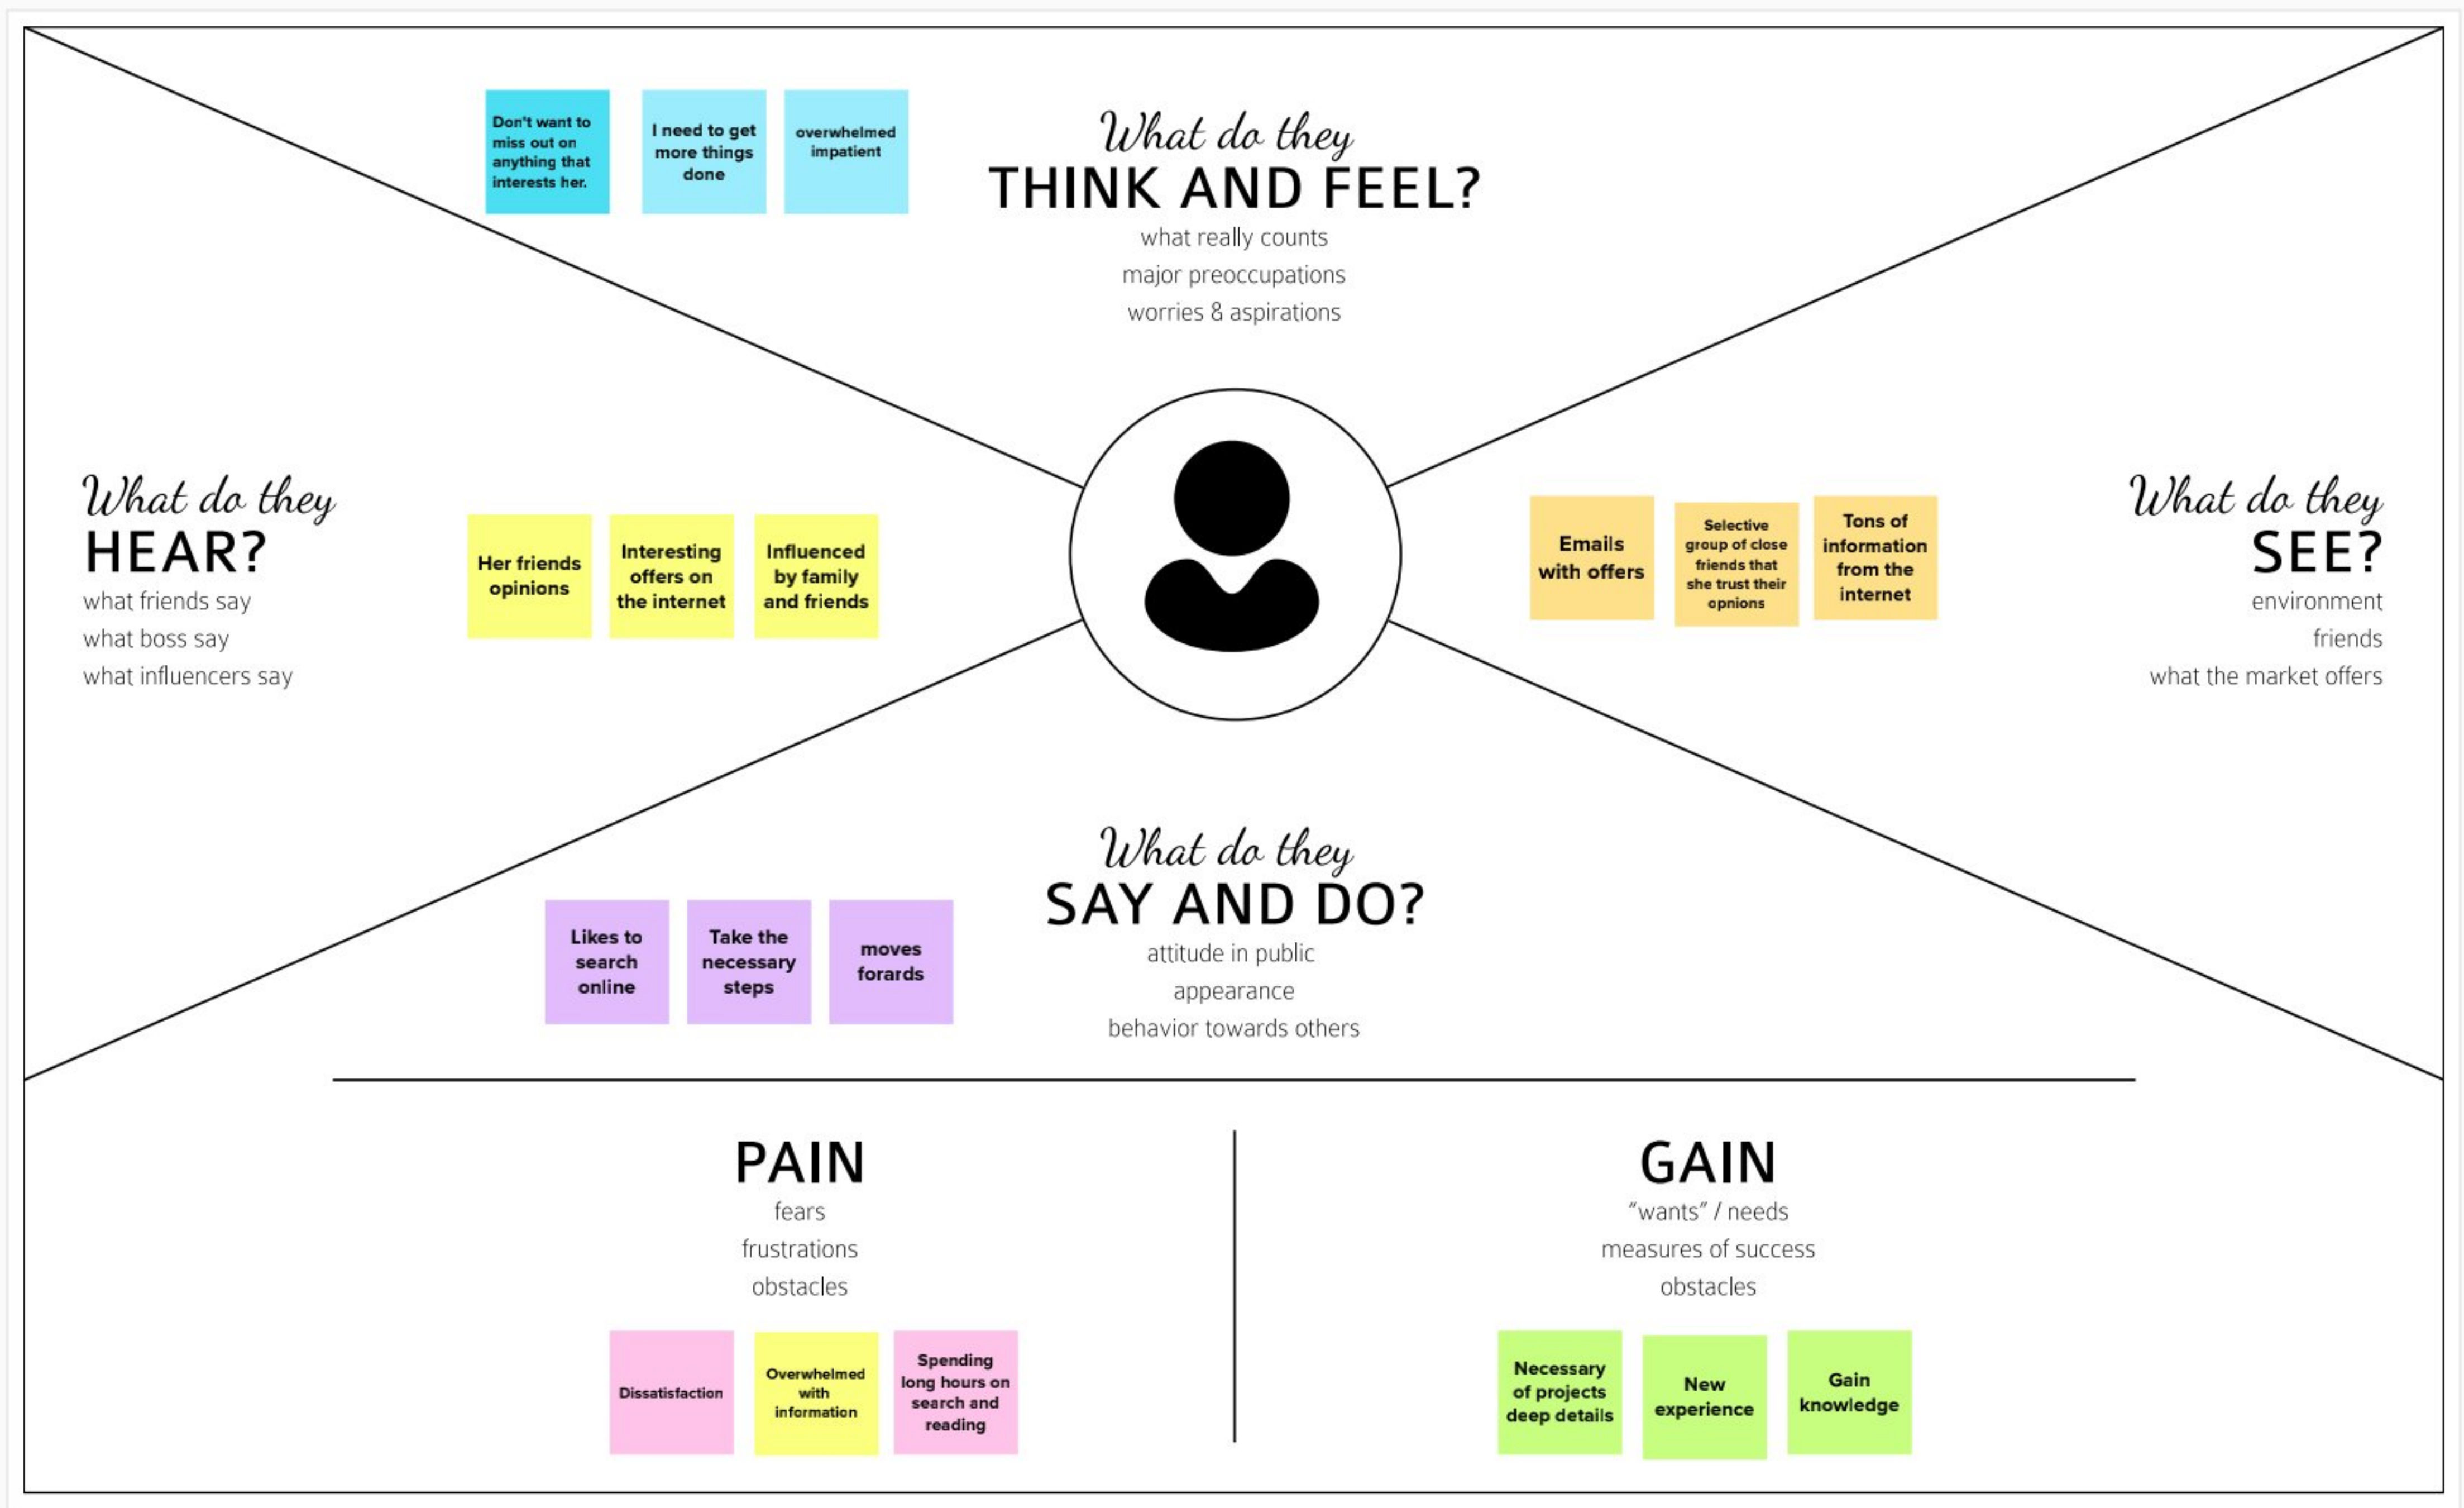 Don't want to
miss out on
anything that
interests her.
I need to get
more things
done
overwhelmed
impatient
What do they
THINK AND FEEL?
what really counts
major preoccupations
worries & aspirations
What do they
HEAR?
what friends say
what boss say
what influencers say
Her friends
opinions
Interesting
offers on
the internet
Influenced
by family
and friends
Emails
with offers
Selective
group of close
friends that
she trust their
opnions
Tons of
information
from the
internet
What do they
SEE?
environment
friends
what the market offers
What do they
SAY AND DO?
attitude in public
appearance
behavior towards others
Likes to
search
online
Take the
necessary
steps
moves
forards
PAIN
fears
frustrations
obstacles
Dissatisfaction
Overwhelmed
with
information
Spending
long hours on
search and
reading
GAIN
“wants” / needs
measures of success
obstacles
Necessary
of projects
deep details
New
experience
Gain
knowledge